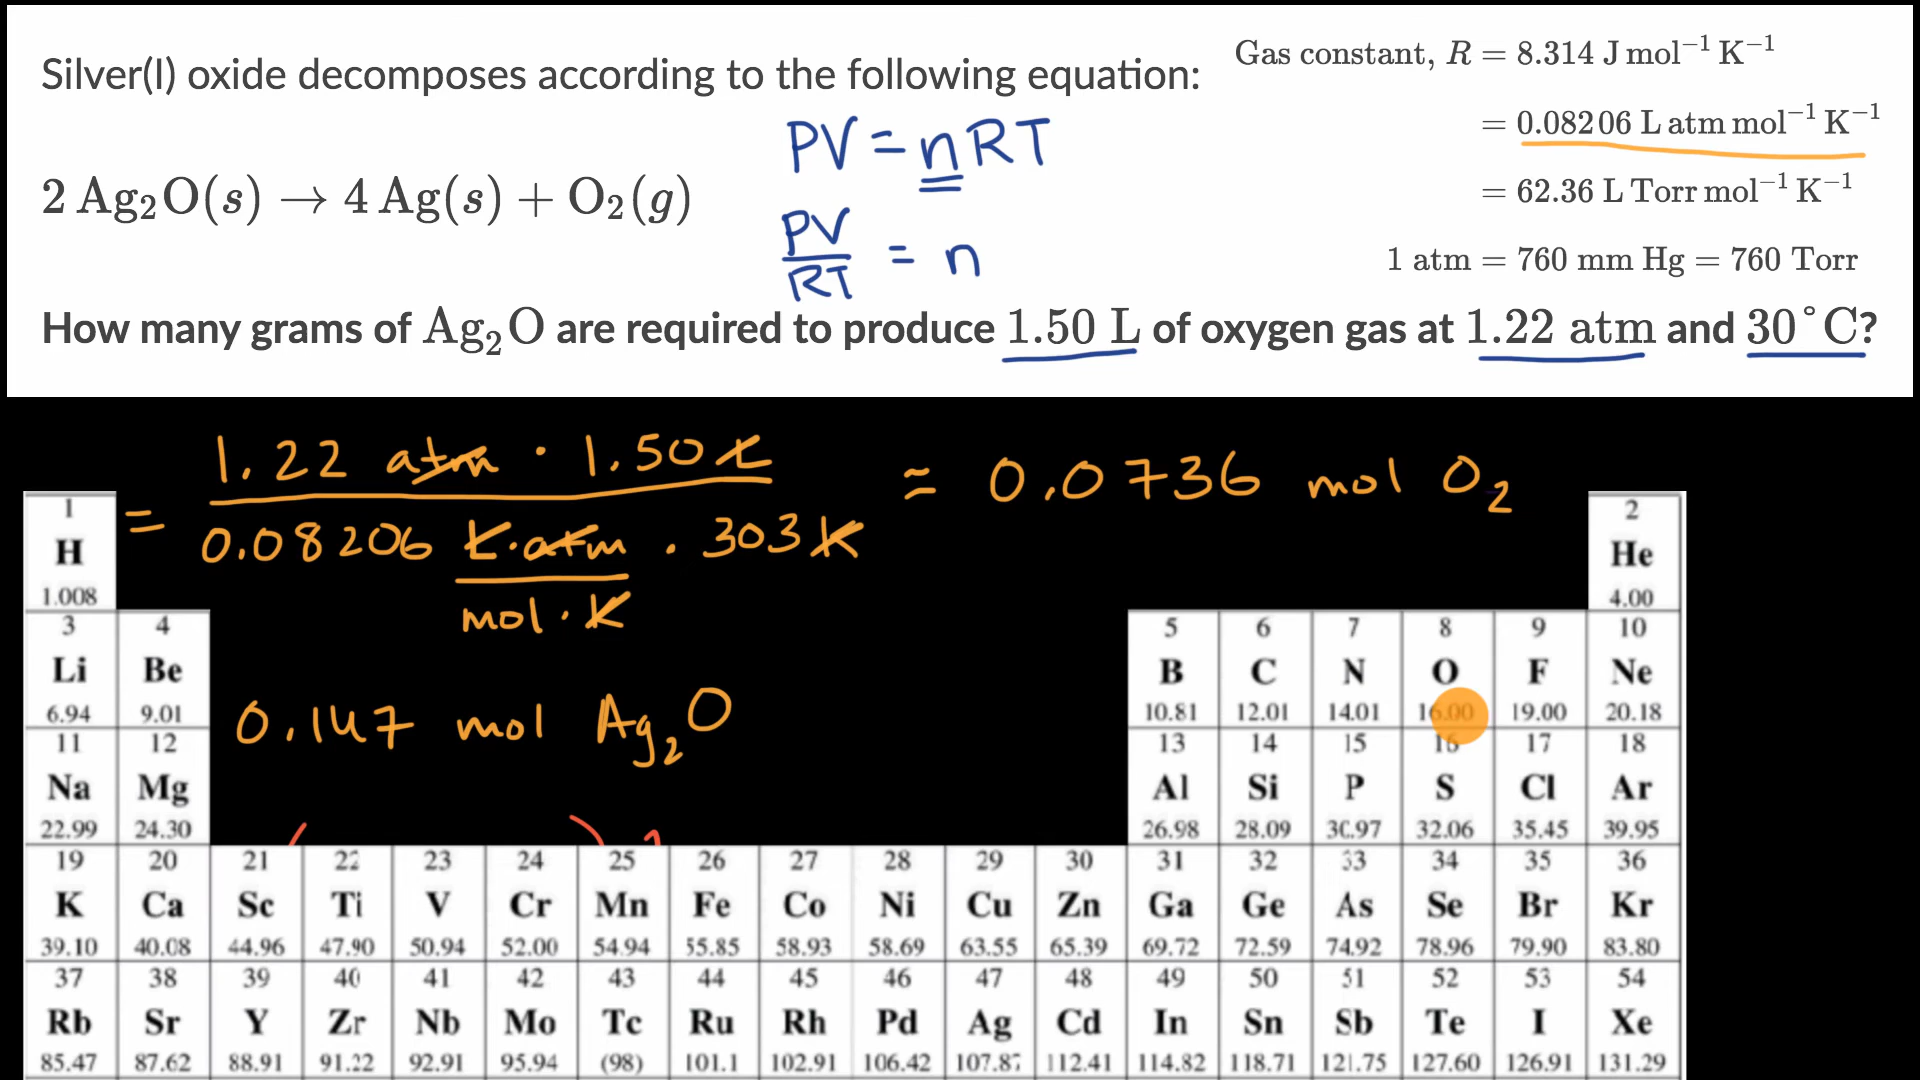 Silver(I) oxide decomposes according to the following equation:
Gas constant, R = 8.314 J mol⁻¹ K⁻¹
= 0.08206 L atm mol⁻¹ K⁻¹
= 62.36 L Torr mol⁻¹ K⁻¹
1 atm = 760 mm Hg = 760 Torr
PV = nRT
2 Ag₂O(s) → 4 Ag(s) + O₂(g)
PV/RT = n
How many grams of Ag₂O are required to produce 1.50 L of oxygen gas at 1.22 atm and 30°C?
= 1.22 atm · 1.50 L / 0.08206 L·atm/mol·K · 303 K ≈ 0.0736 mol O₂
0.147 mol Ag₂O
1 2
H He
1.008 4.00
3 4 5 6 7 8 9 10
Li Be B C N O F Ne
6.94 9.01 10.81 12.01 14.01 16.00 19.00 20.18
11 12 13 14 15 16 17 18
Na Mg Al Si P S Cl Ar
22.99 24.30 26.98 28.09 30.97 32.06 35.45 39.95
19 20 21 22 23 24 25 26 27 28 29 30 31 32 33 34 35 36
K Ca Sc Ti V Cr Mn Fe Co Ni Cu Zn Ga Ge As Se Br Kr
39.10 40.08 44.96 47.90 50.94 52.00 54.94 55.85 58.93 58.69 63.55 65.39 69.72 72.59 74.92 78.96 79.90 83.80
37 38 39 40 41 42 43 44 45 46 47 48 49 50 51 52 53 54
Rb Sr Y Zr Nb Mo Tc Ru Rh Pd Ag Cd In Sn Sb Te I Xe
85.47 87.62 88.91 91.22 92.91 95.94 (98) 101.1 102.91 106.42 107.87 112.41 114.82 118.71 121.75 127.60 126.91 131.29